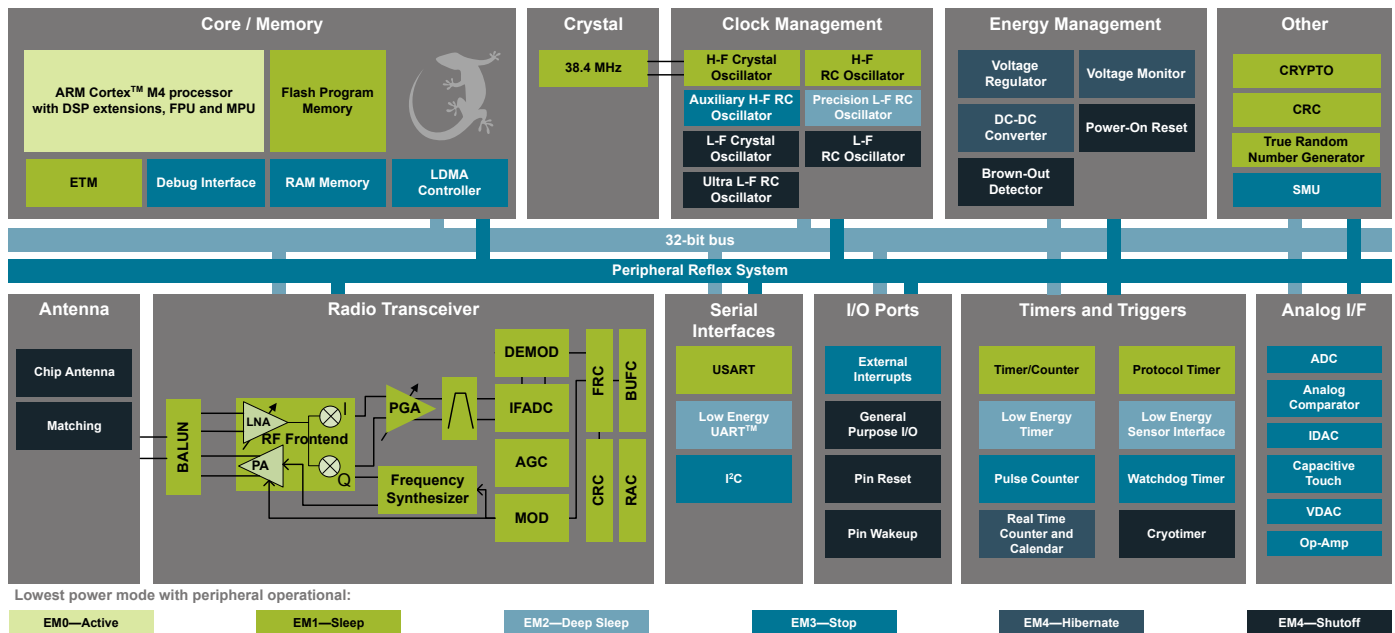 Core / Memory
ARM Cortex™ M4 processor
with DSP extensions, FPU and MPU
Flash Program
Memory
ETM
Debug Interface
RAM Memory
LDMA
Controller
Crystal
38.4 MHz
Clock Management
H-F Crystal
Oscillator
H-F
RC Oscillator
Auxiliary H-F RC
Oscillator
Precision L-F RC
Oscillator
L-F Crystal
Oscillator
L-F
RC Oscillator
Ultra L-F RC
Oscillator
Energy Management
Voltage
Regulator
Voltage Monitor
DC-DC
Converter
Power-On Reset
Brown-Out
Detector
Other
CRYPTO
CRC
True Random
Number Generator
SMU
32-bit bus
Peripheral Reflex System
Antenna
Chip Antenna
Matching
Radio Transceiver
BALUN
LNA
RF Frontend
PA
I
Q
PGA
Frequency
Synthesizer
DEMOD
IFADC
AGC
MOD
FRC
BUFC
CRC
RAC
Serial
Interfaces
USART
Low Energy
UART™
I²C
I/O Ports
External
Interrupts
General
Purpose I/O
Pin Reset
Pin Wakeup
Timers and Triggers
Timer/Counter
Protocol Timer
Low Energy
Timer
Low Energy
Sensor Interface
Pulse Counter
Watchdog Timer
Real Time
Counter and
Calendar
Cryotimer
Analog I/F
ADC
Analog
Comparator
IDAC
Capacitive
Touch
VDAC
Op-Amp
Lowest power mode with peripheral operational:
EM0—Active
EM1—Sleep
EM2—Deep Sleep
EM3—Stop
EM4—Hibernate
EM4—Shutoff